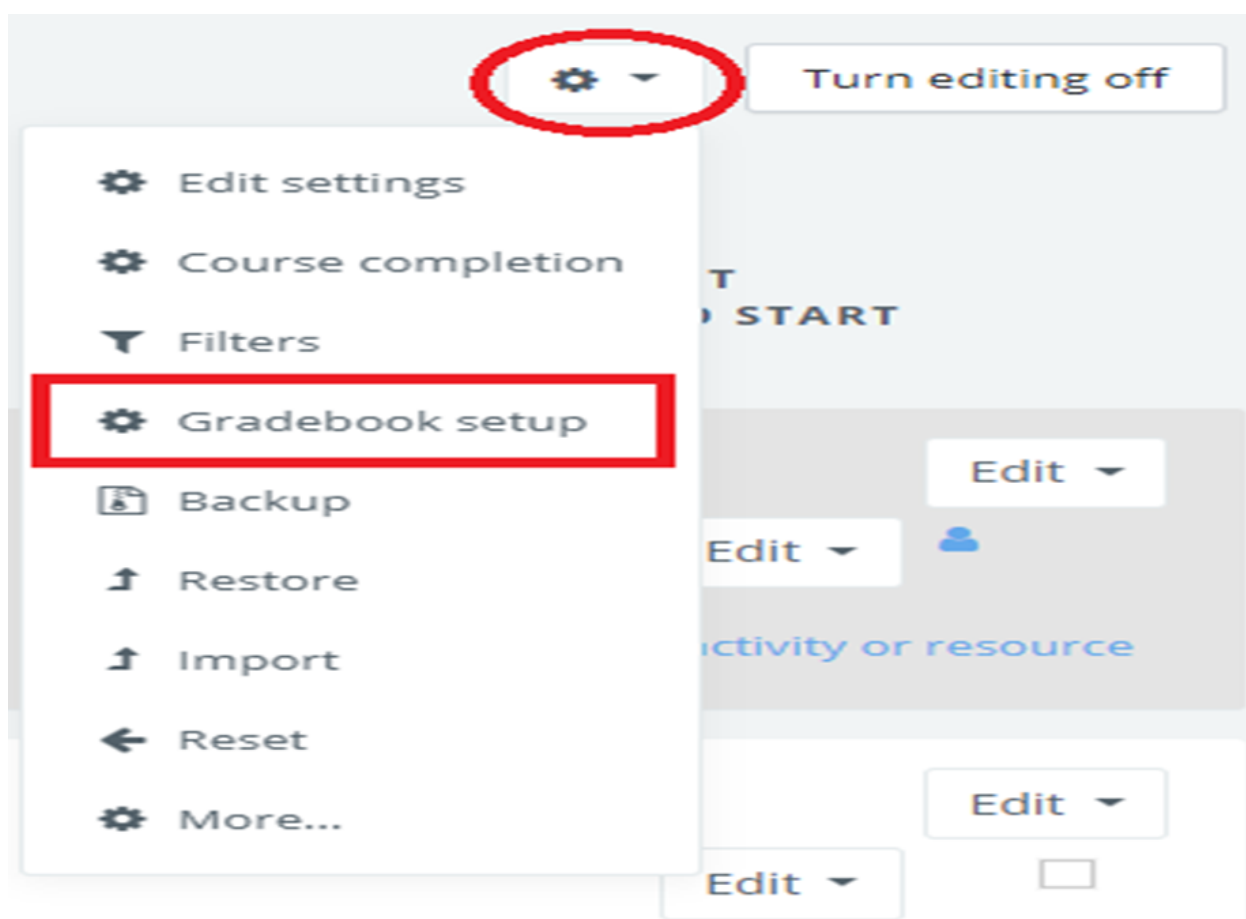 Turn editing off
Edit settings
Course completion
T
START
Filters
Gradebook setup
Edit
Backup
Edit
Restore
resource
activity or
Import
Reset
Edit
More...
Edit